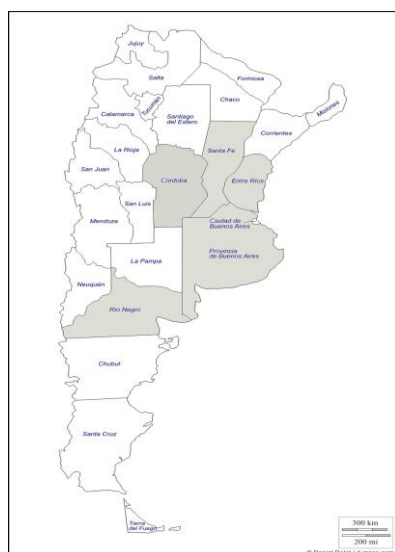 Jujuy
Salta
Formosa
Chaco
Misiones
Tucumán
Catamarca
Santiago
del Estero
Corrientes
La Rioja
Santa Fe
San Juan
Córdoba
Entre Ríos
San Luis
Mendoza
Ciudad de
Buenos Aires
Provincia
de Buenos Aires
La Pampa
Neuquén
Río Negro
Chubut
Santa Cruz
Tierra
del Fuego
300 km
200 mi